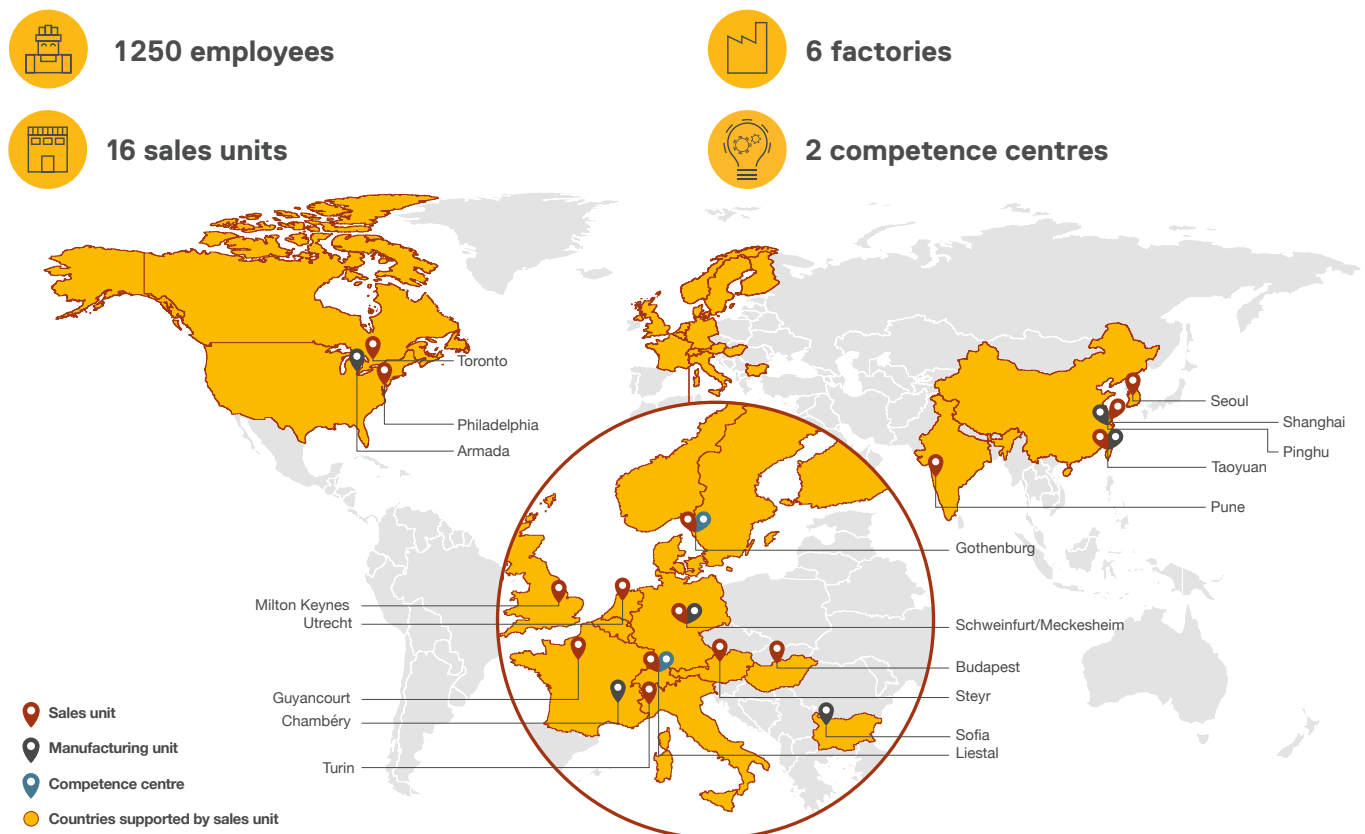 1250 employees
6 factories
16 sales units
2 competence centres
Toronto
Philadelphia
Armada
Seoul
Shanghai
Pinghu
Taoyuan
Pune
Gothenburg
Milton Keynes
Utrecht
Schweinfurt/Meckesheim
Budapest
Steyr
Guyancourt
Chambéry
Sofia
Liestal
Turin
Sales unit
Manufacturing unit
Competence centre
Countries supported by sales unit